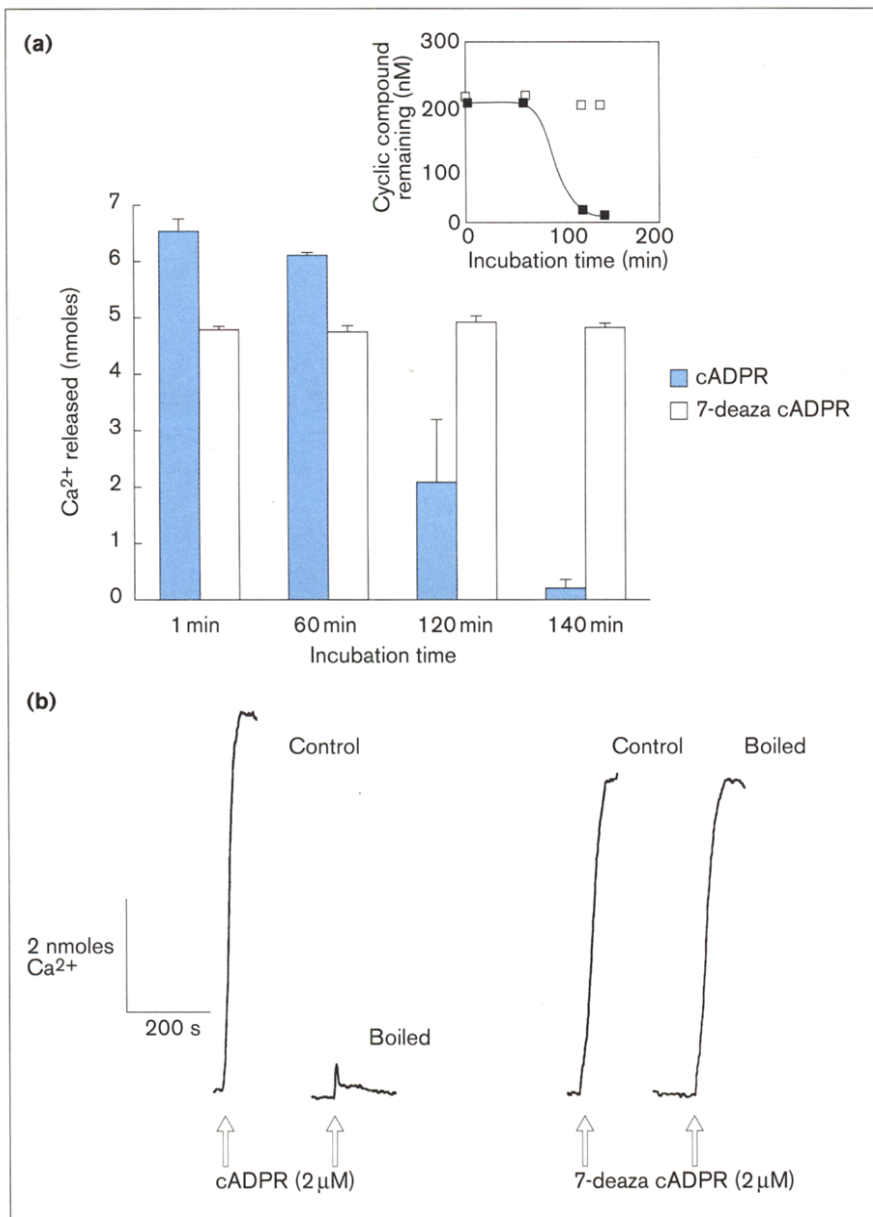 (a)
300
200
100
0
Cyclic compound
remaining (nM)
0 100 200
Incubation time (min)
7
6
5
4
3
2
1
0
Ca²⁺ released (nmoles)
1 min 60 min 120 min 140 min
Incubation time
cADPR
7-deaza cADPR
(b)
Control
Boiled
2 nmoles
Ca²⁺
200 s
cADPR (2 µM)
Control Boiled
7-deaza cADPR (2 µM)